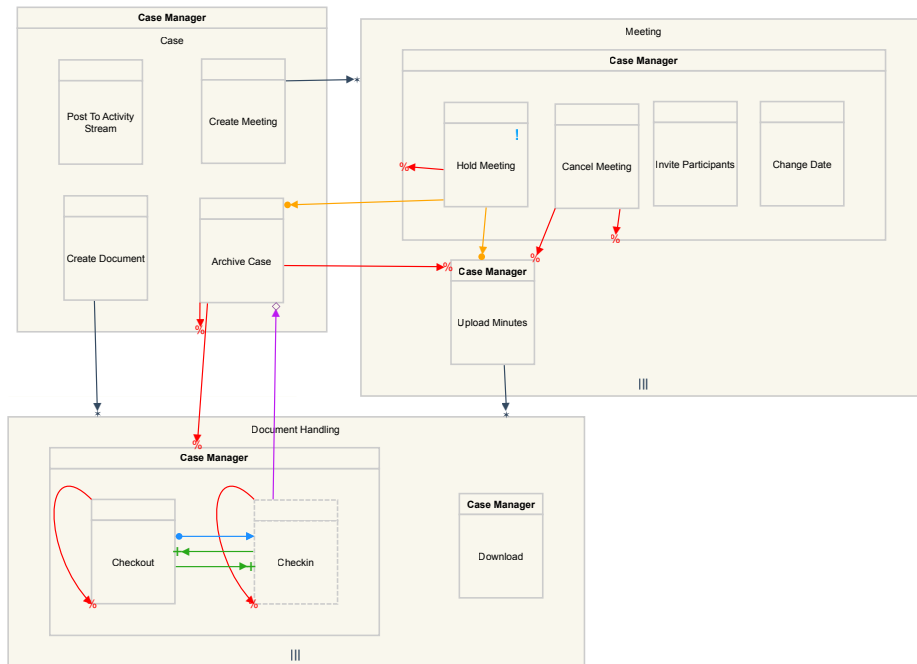 Case Manager
Case
Post To Activity
Stream
Create Meeting
Create Document
Archive Case
%
*
Meeting
Case Manager
Hold Meeting
!
Cancel Meeting
Invite Participants
Change Date
%
%
%
%
Case Manager
Upload Minutes
*
*
%
Document Handling
Case Manager
Checkout
%
Checkin
%
Case Manager
Download